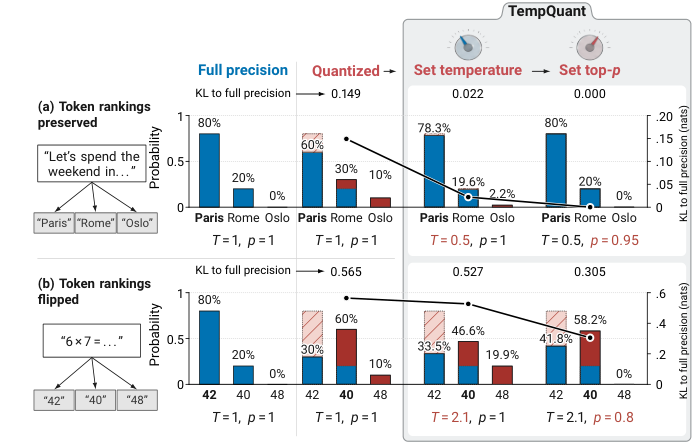 TempQuant
Full precision
Quantized
Set temperature
Set top-p
KL to full precision
0.149
0.022
0.000
(a) Token rankings
preserved
“Let’s spend the
weekend in…”
“Paris” “Rome” “Oslo”
Probability
1
0.5
0
80%
20%
0%
Paris Rome Oslo
T=1, p=1
60%
30%
10%
Paris Rome Oslo
T=1, p=1
78.3%
19.6%
2.2%
Paris Rome Oslo
T=0.5, p=1
80%
20%
0%
Paris Rome Oslo
T=0.5, p=0.95
.20
.15
.10
.05
0
KL to full precision (nats)
KL to full precision
0.565
0.527
0.305
(b) Token rankings
flipped
“6×7=…”
“42” “40” “48”
Probability
1
0.5
0
80%
20%
0%
42 40 48
T=1, p=1
30%
60%
10%
42 40 48
T=1, p=1
33.5%
46.6%
19.9%
42 40 48
T=2.1, p=1
41.8%
58.2%
0%
42 40 48
T=2.1, p=0.8
.6
.4
.2
0
KL to full precision (nats)